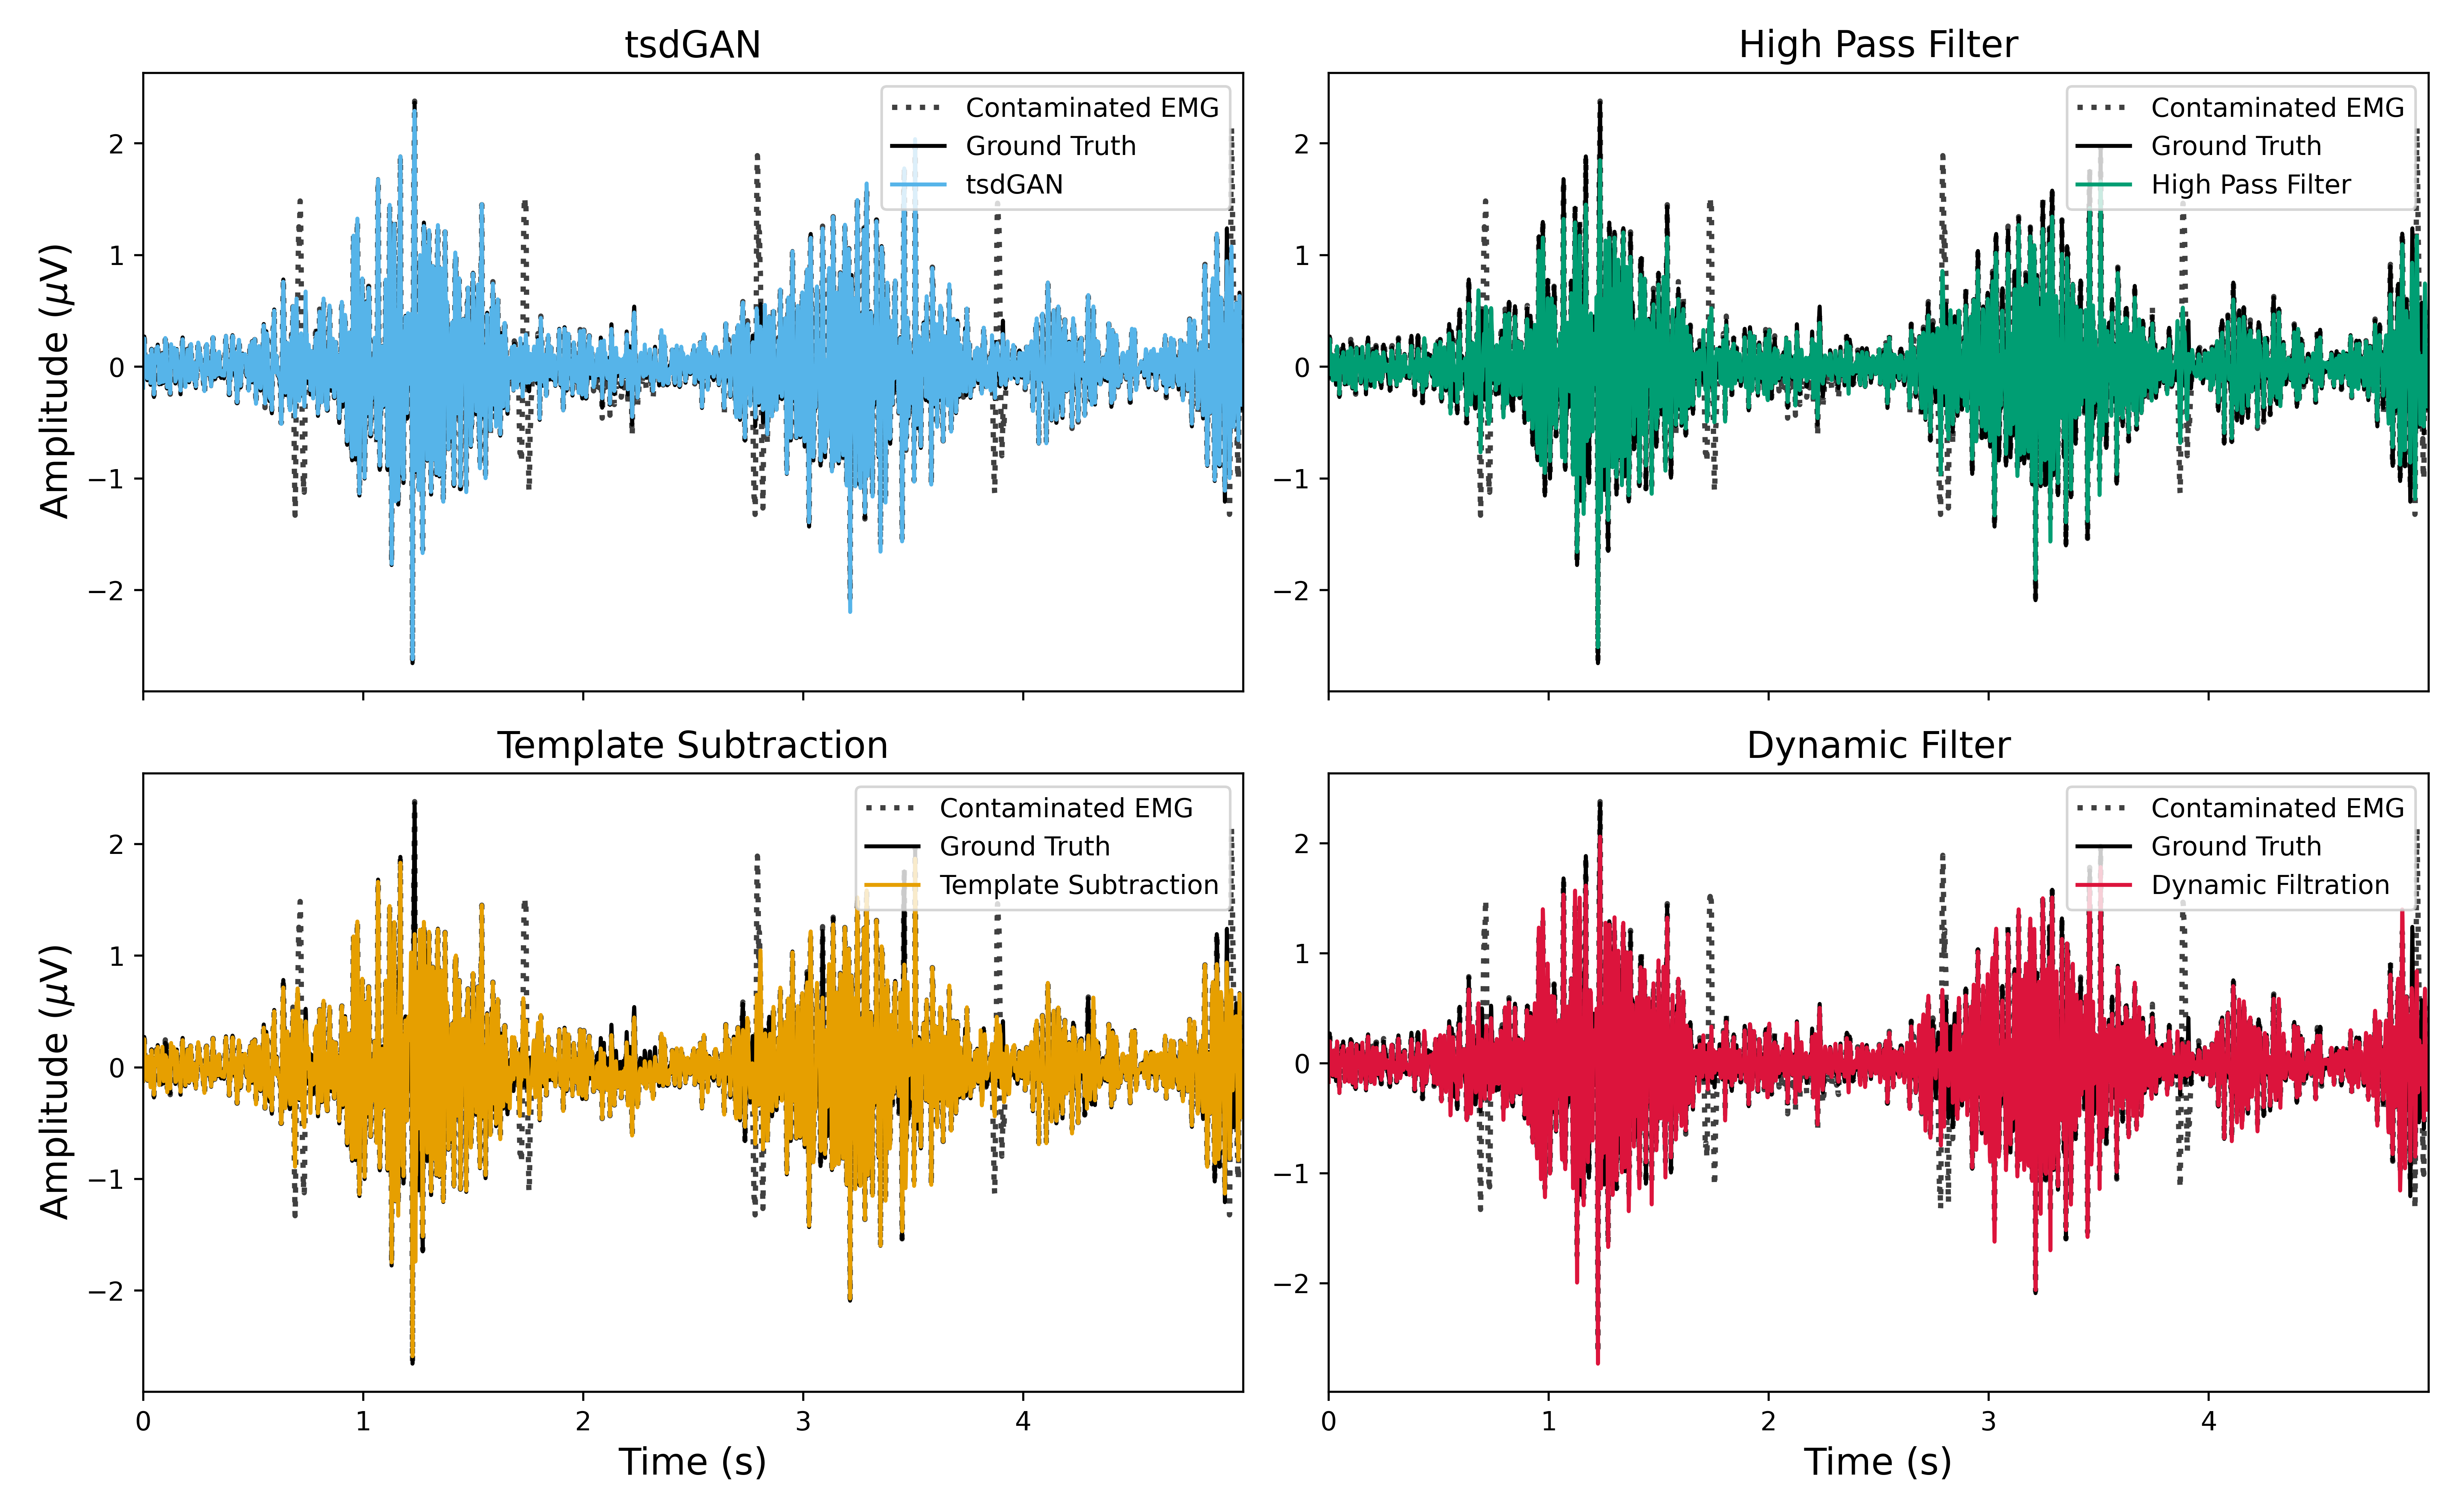 tsdGAN
Contaminated EMG
Ground Truth
tsdGAN
2
1
0
−1
−2
Amplitude (μV)
High Pass Filter
Contaminated EMG
Ground Truth
High Pass Filter
2
1
0
−1
−2
Template Subtraction
Contaminated EMG
Ground Truth
Template Subtraction
2
1
0
−1
−2
Amplitude (μV)
0 1 2 3 4
Time (s)
Dynamic Filter
Contaminated EMG
Ground Truth
Dynamic Filtration
2
1
0
−1
−2
0 1 2 3 4
Time (s)